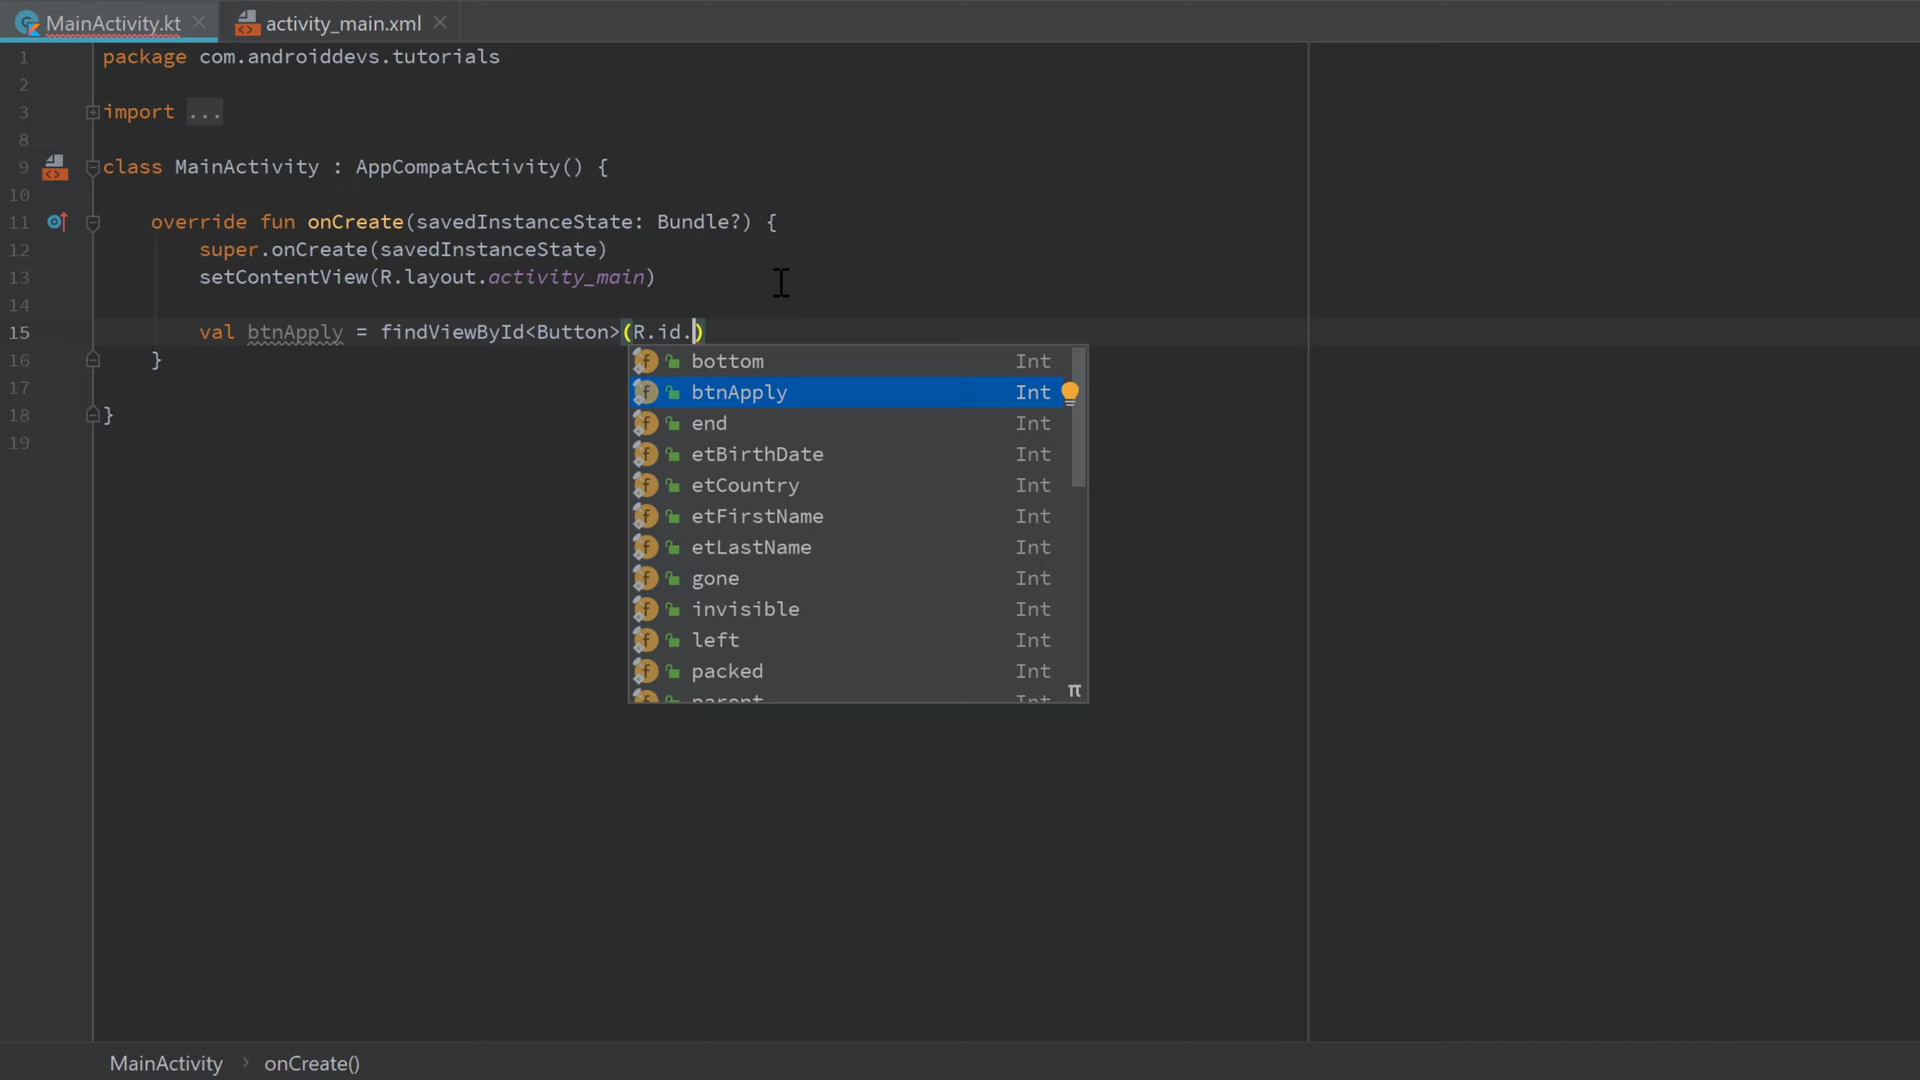 MainActivity.kt activity_main.xml
1 package com.androiddevs.tutorials
2
3 import ...
8
9 class MainActivity : AppCompatActivity() {
10
11 override fun onCreate(savedInstanceState: Bundle?) {
12 super.onCreate(savedInstanceState)
13 setContentView(R.layout.activity_main)
14
15 val btnApply = findViewById<Button>(R.id.)
16 }
17
18 }
19
bottom Int
btnApply Int
end Int
etBirthDate Int
etCountry Int
etFirstName Int
etLastName Int
gone Int
invisible Int
left Int
packed Int
parent Int
π
MainActivity › onCreate()